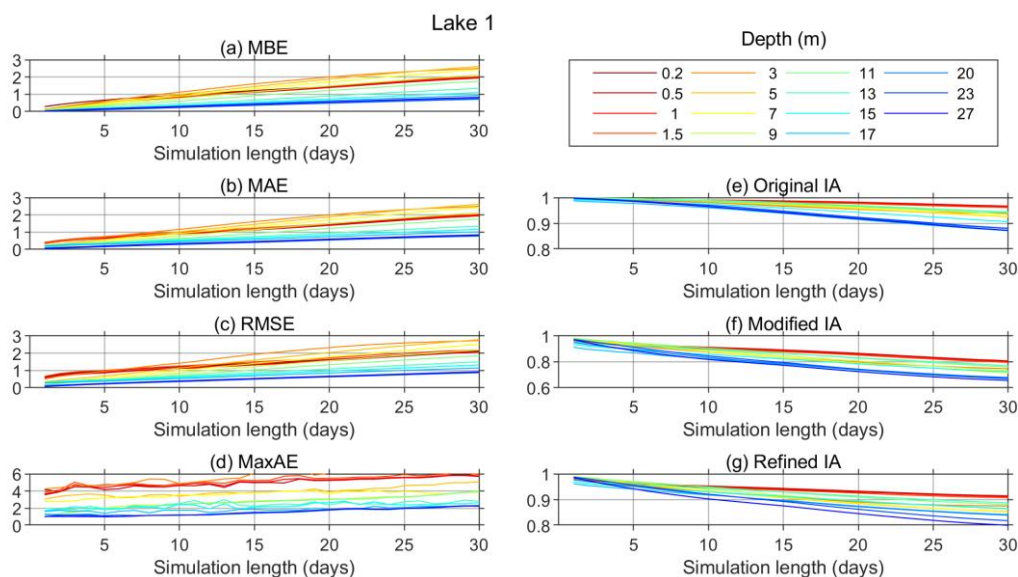 Lake 1
(a) MBE
3
2
1
0
5 10 15 20 25 30
Simulation length (days)
Depth (m)
0.2 3 11 20
0.5 5 13 23
1 7 15 27
1.5 9 17
(b) MAE
3
2
1
0
5 10 15 20 25 30
Simulation length (days)
(e) Original IA
1
0.9
0.8
5 10 15 20 25 30
Simulation length (days)
(c) RMSE
3
2
1
0
5 10 15 20 25 30
Simulation length (days)
(f) Modified IA
1
0.8
0.6
5 10 15 20 25 30
Simulation length (days)
(d) MaxAE
6
4
2
0
5 10 15 20 25 30
Simulation length (days)
(g) Refined IA
1
0.9
0.8
5 10 15 20 25 30
Simulation length (days)